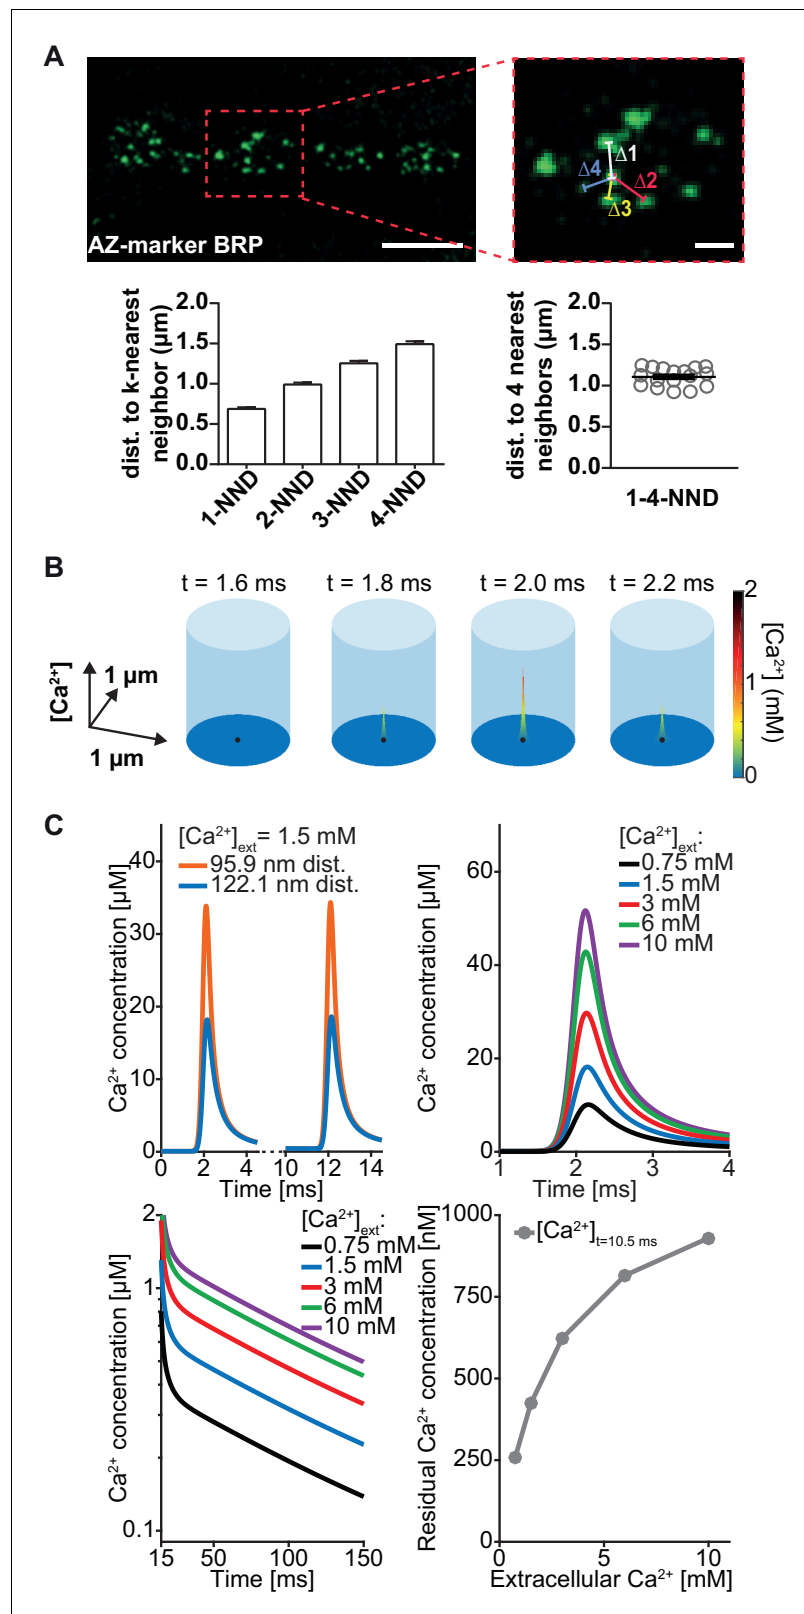 A
AZ-marker BRP
Δ1
Δ4
Δ2
Δ3
dist. to k-nearest
neighbor (µm)
2.0
1.5
1.0
0.5
0.0
1-NND
2-NND
3-NND
4-NND
dist. to 4 nearest
neighbors (µm)
2.0
1.5
1.0
0.5
0.0
1-4-NND
B
t = 1.6 ms
t = 1.8 ms
t = 2.0 ms
t = 2.2 ms
[Ca²⁺]
1 µm
1 µm
2
1
0
[Ca²⁺] (mM)
C
[Ca²⁺]ext = 1.5 mM
95.9 nm dist.
122.1 nm dist.
Ca²⁺ concentration [µM]
40
30
20
10
0
0 2 4 10 12 14
Time [ms]
[Ca²⁺]ext:
0.75 mM
1.5 mM
3 mM
6 mM
10 mM
Ca²⁺ concentration [µM]
60
40
20
0
1 2 3 4
Time [ms]
[Ca²⁺]ext:
0.75 mM
1.5 mM
3 mM
6 mM
10 mM
Ca²⁺ concentration [µM]
2
1
0.1
15 50 100 150
Time [ms]
[Ca²⁺]t=10.5 ms
Residual Ca²⁺ concentration [nM]
1000
750
500
250
0
0 5 10
Extracellular Ca²⁺ [mM]